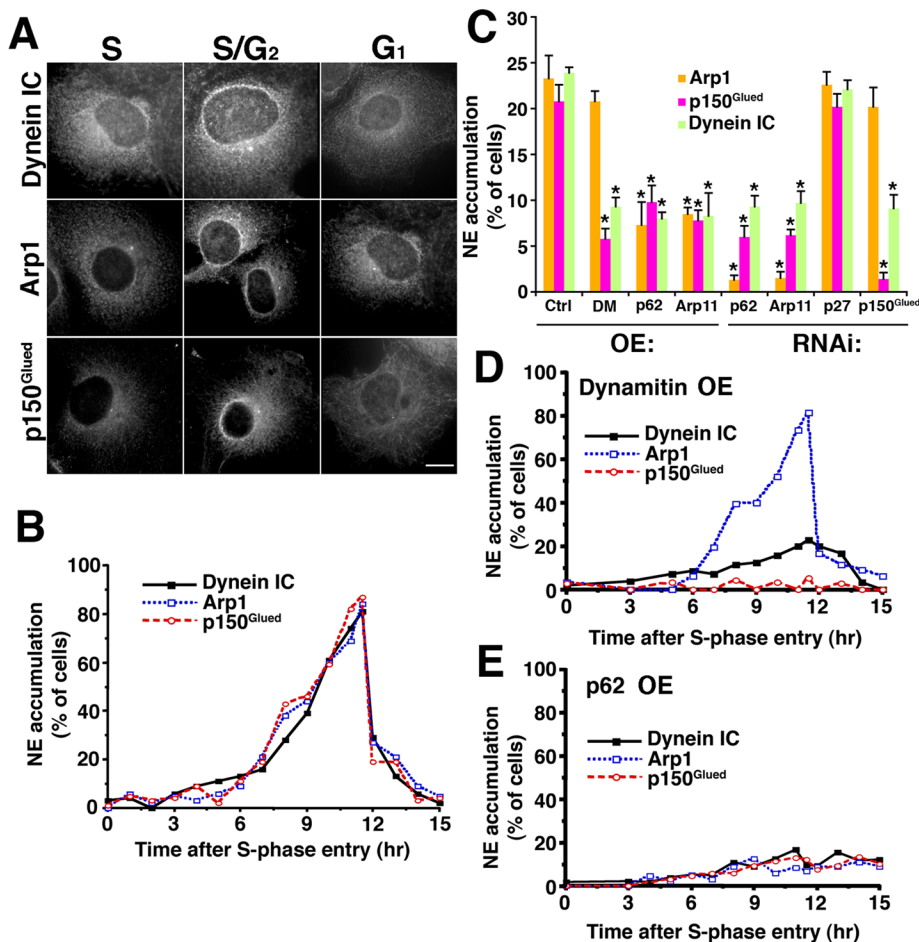 A
S S/G2 G1
Dynein IC
Arp1
p150Glued
B
NE accumulation
(% of cells)
100
80
60
40
20
0
Dynein IC
Arp1
p150Glued
0 3 6 9 12 15
Time after S-phase entry (hr)
C
NE accumulation
(% of cells)
30
25
20
15
10
5
0
Arp1
p150Glued
Dynein IC
* * * * * * * * * * * * * * * *
Ctrl DM p62 Arp11 p62 Arp11 p27 p150Glued
OE: RNAi:
D
Dynamitin OE
NE accumulation
(% of cells)
100
80
60
40
20
0
Dynein IC
Arp1
p150Glued
0 3 6 9 12 15
Time after S-phase entry (hr)
E
p62 OE
NE accumulation
(% of cells)
100
80
60
40
20
0
Dynein IC
Arp1
p150Glued
0 3 6 9 12 15
Time after S-phase entry (hr)